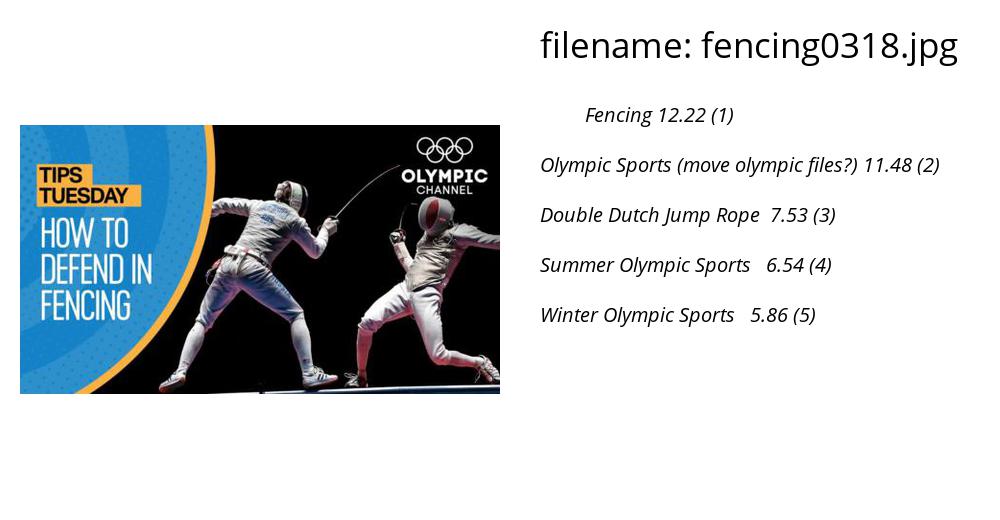 filename: fencing0318.jpg
Fencing 12.22 (1)
Olympic Sports (move olympic files?) 11.48 (2)
Double Dutch Jump Rope 7.53 (3)
Summer Olympic Sports 6.54 (4)
Winter Olympic Sports 5.86 (5)
TIPS
TUESDAY
HOW TO
DEFEND IN
FENCING
OLYMPIC
CHANNEL